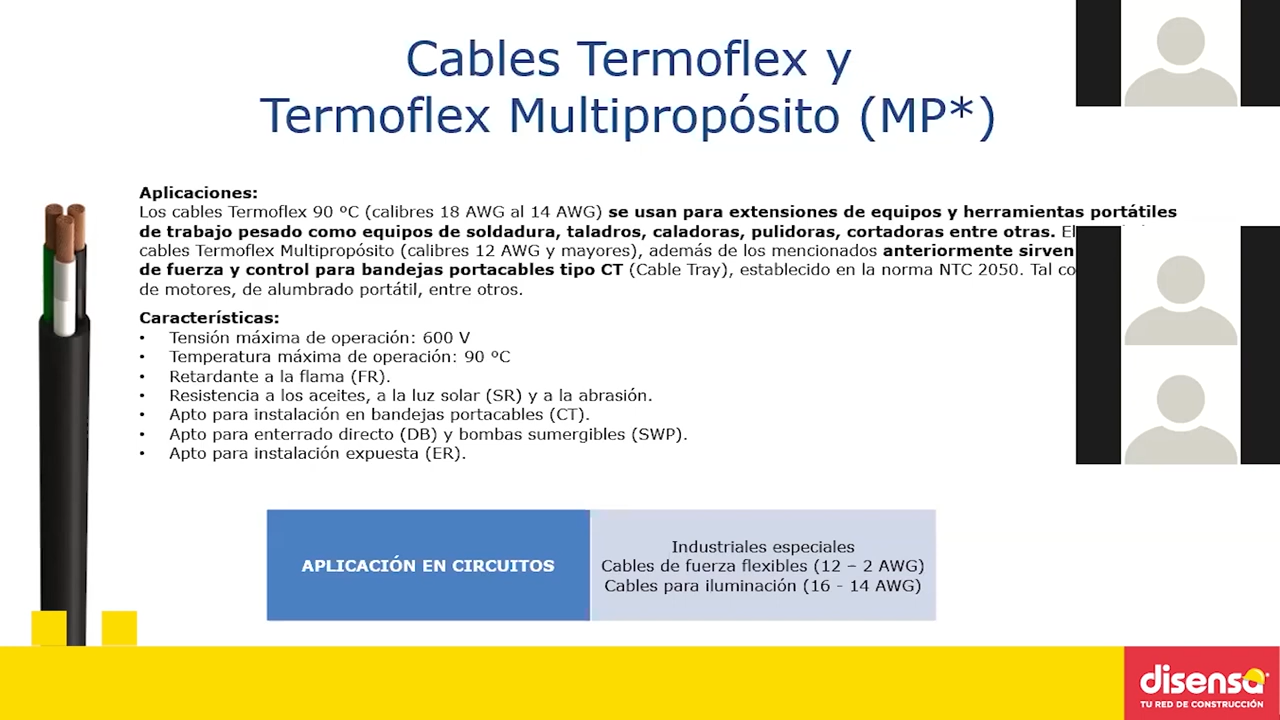 Cables Termoflex y
Termoflex Multipropósito (MP*)
Aplicaciones:
Los cables Termoflex 90 ºC (calibres 18 AWG al 14 AWG) se usan para extensiones de equipos y herramientas portátiles
de trabajo pesado como equipos de soldadura, taladros, caladoras, pulidoras, cortadoras entre otras.
cables Termoflex Multipropósito (calibres 12 AWG y mayores), además de los mencionados anteriormente sirven
de fuerza y control para bandejas portacables tipo CT (Cable Tray), establecido en la norma NTC 2050. Tal
de motores, de alumbrado portátil, entre otros.
Características:
• Tensión máxima de operación: 600 V
• Temperatura máxima de operación: 90 ºC
• Retardante a la flama (FR).
• Resistencia a los aceites, a la luz solar (SR) y a la abrasión.
• Apto para instalación en bandejas portacables (CT).
• Apto para enterrado directo (DB) y bombas sumergibles (SWP).
• Apto para instalación expuesta (ER).
APLICACIÓN EN CIRCUITOS
Industriales especiales
Cables de fuerza flexibles (12 – 2 AWG)
Cables para iluminación (16 - 14 AWG)
disensa
TU RED DE CONSTRUCCIÓN